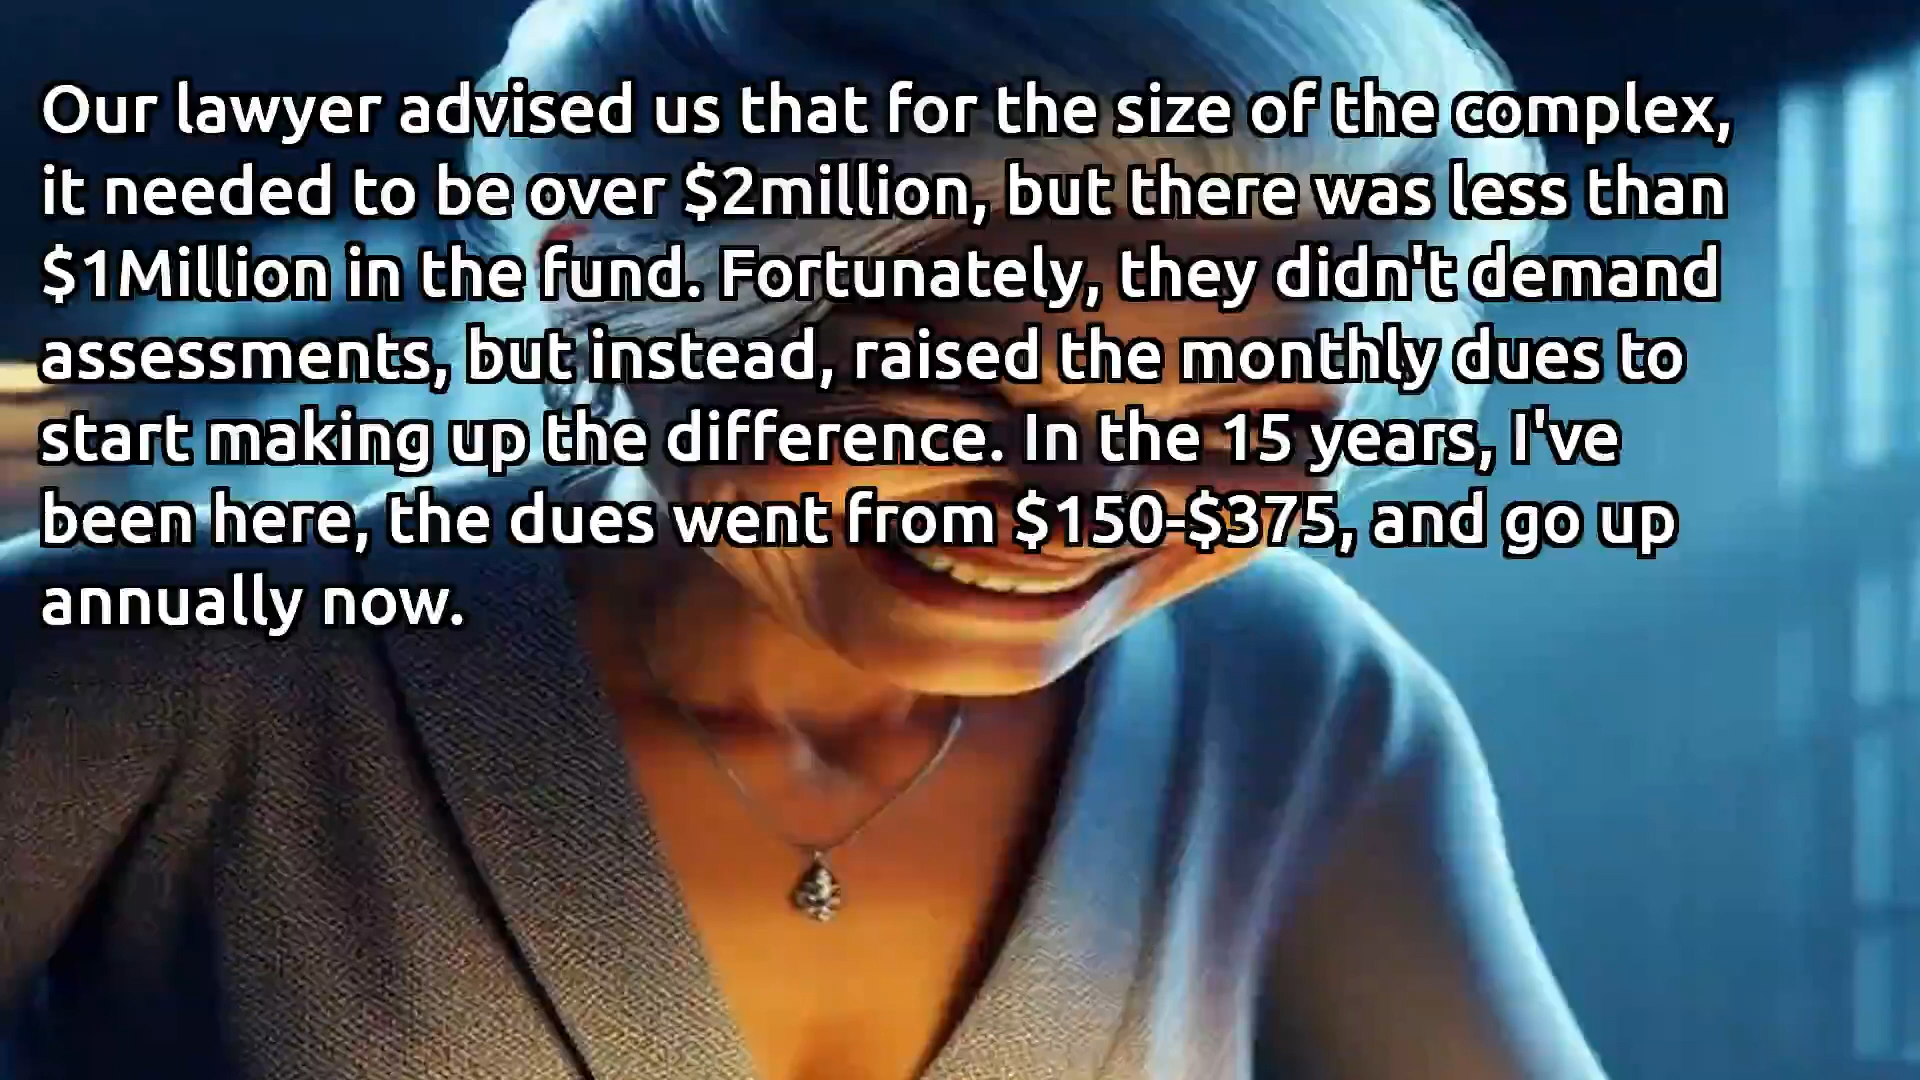 Our lawyer advised us that for the size of the complex,
it needed to be over $2million, but there was less than
$1Million in the fund. Fortunately, they didn't demand
assessments, but instead, raised the monthly dues to
start making up the difference. In the 15 years, I've
been here, the dues went from $150-$375, and go up
annually now.